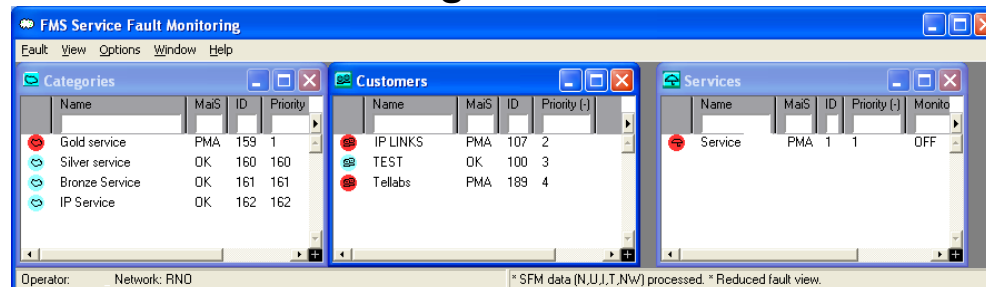 FMS Service Fault Monitoring
Fault View Options Window Help
Categories
Name MaiS ID Priority
Gold service PMA 159 1
Silver service OK 160 160
Bronze Service OK 161 161
IP Service OK 162 162
Customers
Name MaiS ID Priority (-)
IP LINKS PMA 107 2
TEST OK 100 3
Tellabs PMA 189 4
Services
Name MaiS ID Priority (-) Monito
Service PMA 1 1 OFF
Operator: Network: RNO * SFM data (N,U,I,T,NW) processed. * Reduced fault view.